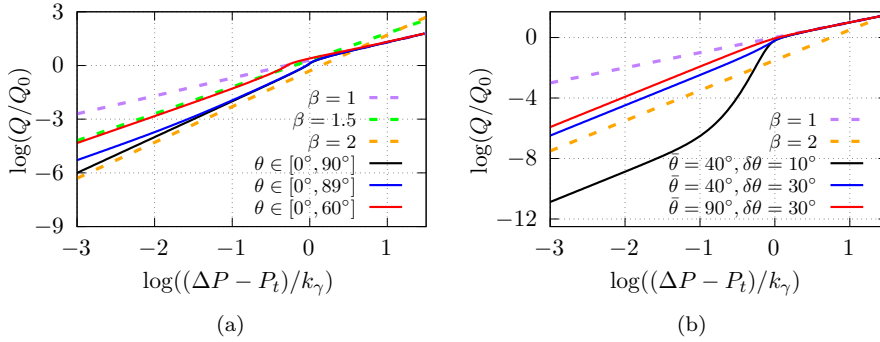 3
0
−3
−6
−9
log(Q/Q₀)
β = 1
β = 1.5
β = 2
θ ∈ [0°, 90°]
θ ∈ [0°, 89°]
θ ∈ [0°, 60°]
−3 −2 −1 0 1
log((ΔP − Pₜ)/k_γ)
(a)
0
−4
−8
−12
log(Q/Q₀)
β = 1
β = 2
θ̄ = 40°, δθ = 10°
θ̄ = 40°, δθ = 30°
θ̄ = 90°, δθ = 30°
−3 −2 −1 0 1
log((ΔP − Pₜ)/k_γ)
(b)